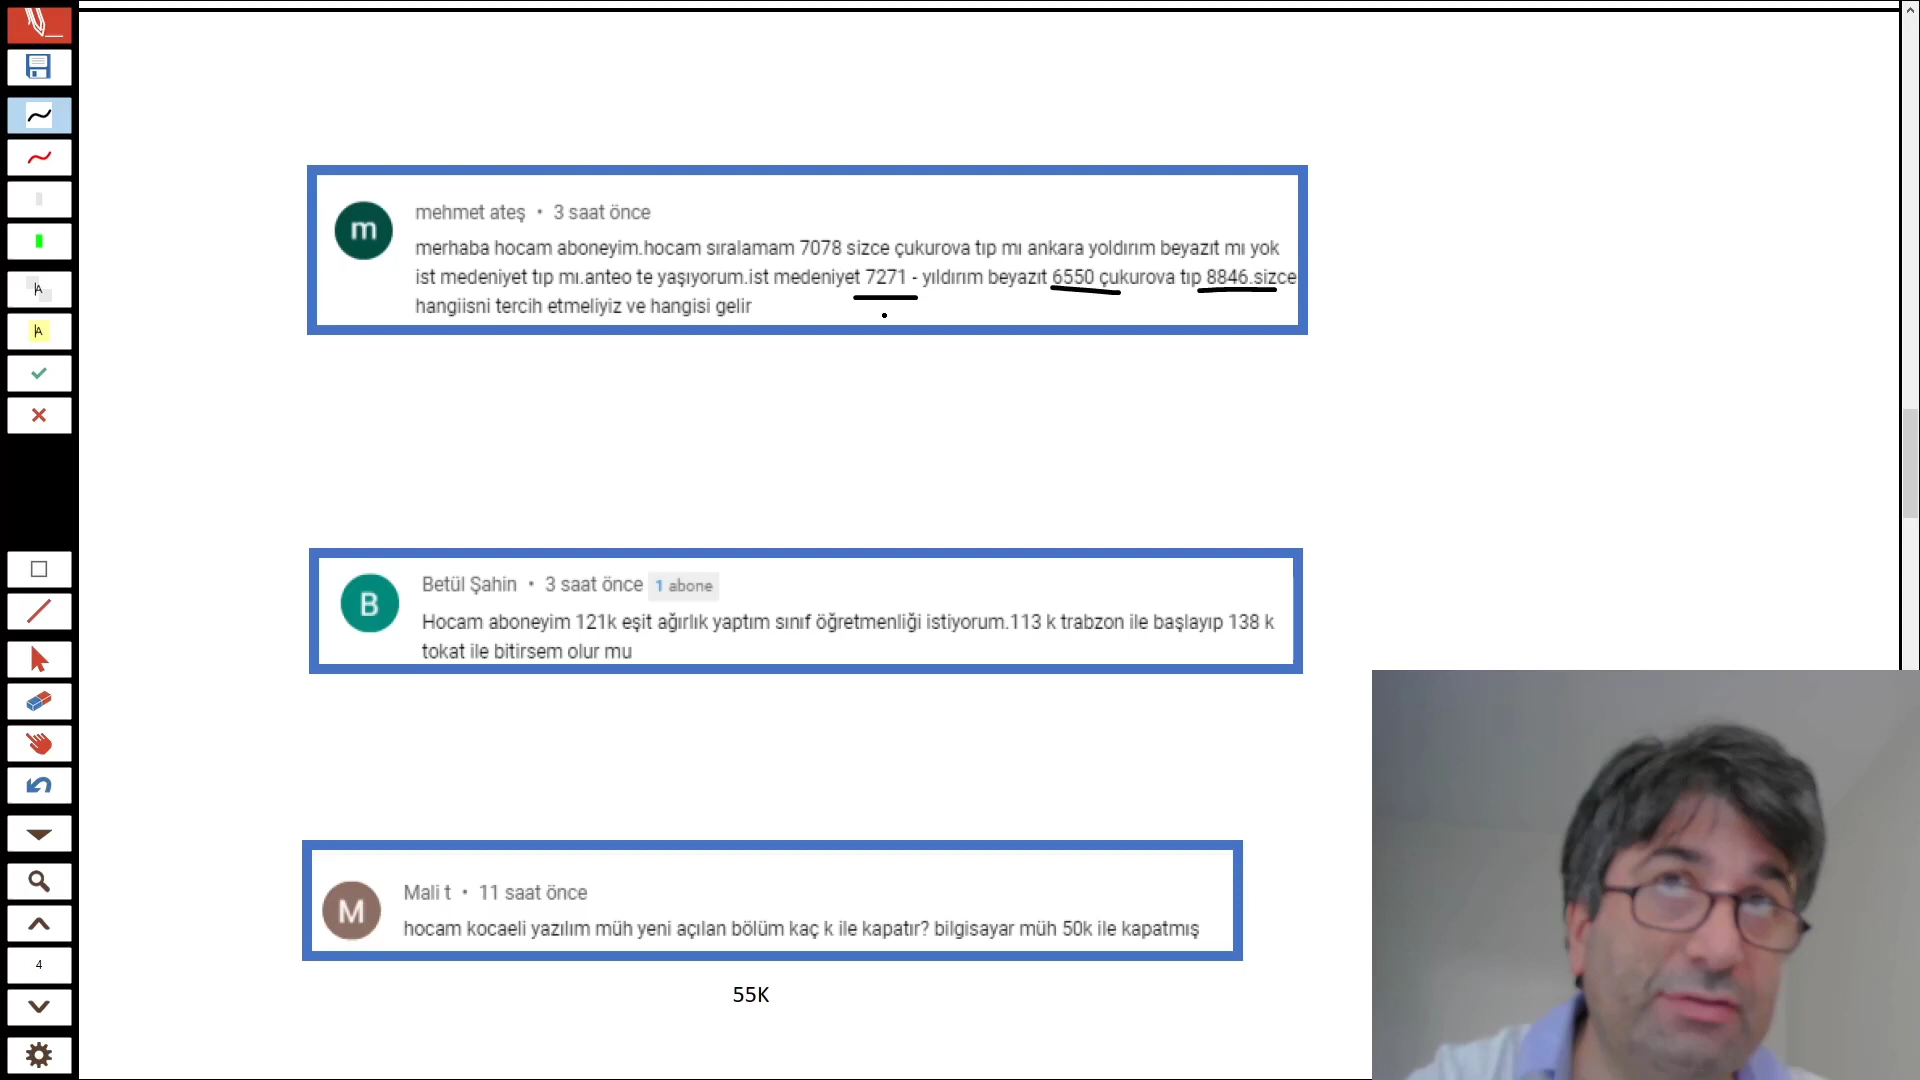 m
mehmet ateş • 3 saat önce
merhaba hocam aboneyim.hocam sıralamam 7078 sizce çukurova tıp mı ankara yoldırım beyazıt mı yok
ist medeniyet tıp mı.anteo te yaşıyorum.ist medeniyet 7271 - yıldırım beyazıt 6550 çukurova tıp 8846.sizce
hangiisni tercih etmeliyiz ve hangisi gelir
B
Betül Şahin • 3 saat önce 1 abone
Hocam aboneyim 121k eşit ağırlık yaptım sınıf öğretmenliği istiyorum.113 k trabzon ile başlayıp 138 k
tokat ile bitirsem olur mu
M
Mali t • 11 saat önce
hocam kocaeli yazılım müh yeni açılan bölüm kaç k ile kapatır? bilgisayar müh 50k ile kapatmış
55K
A
A
4